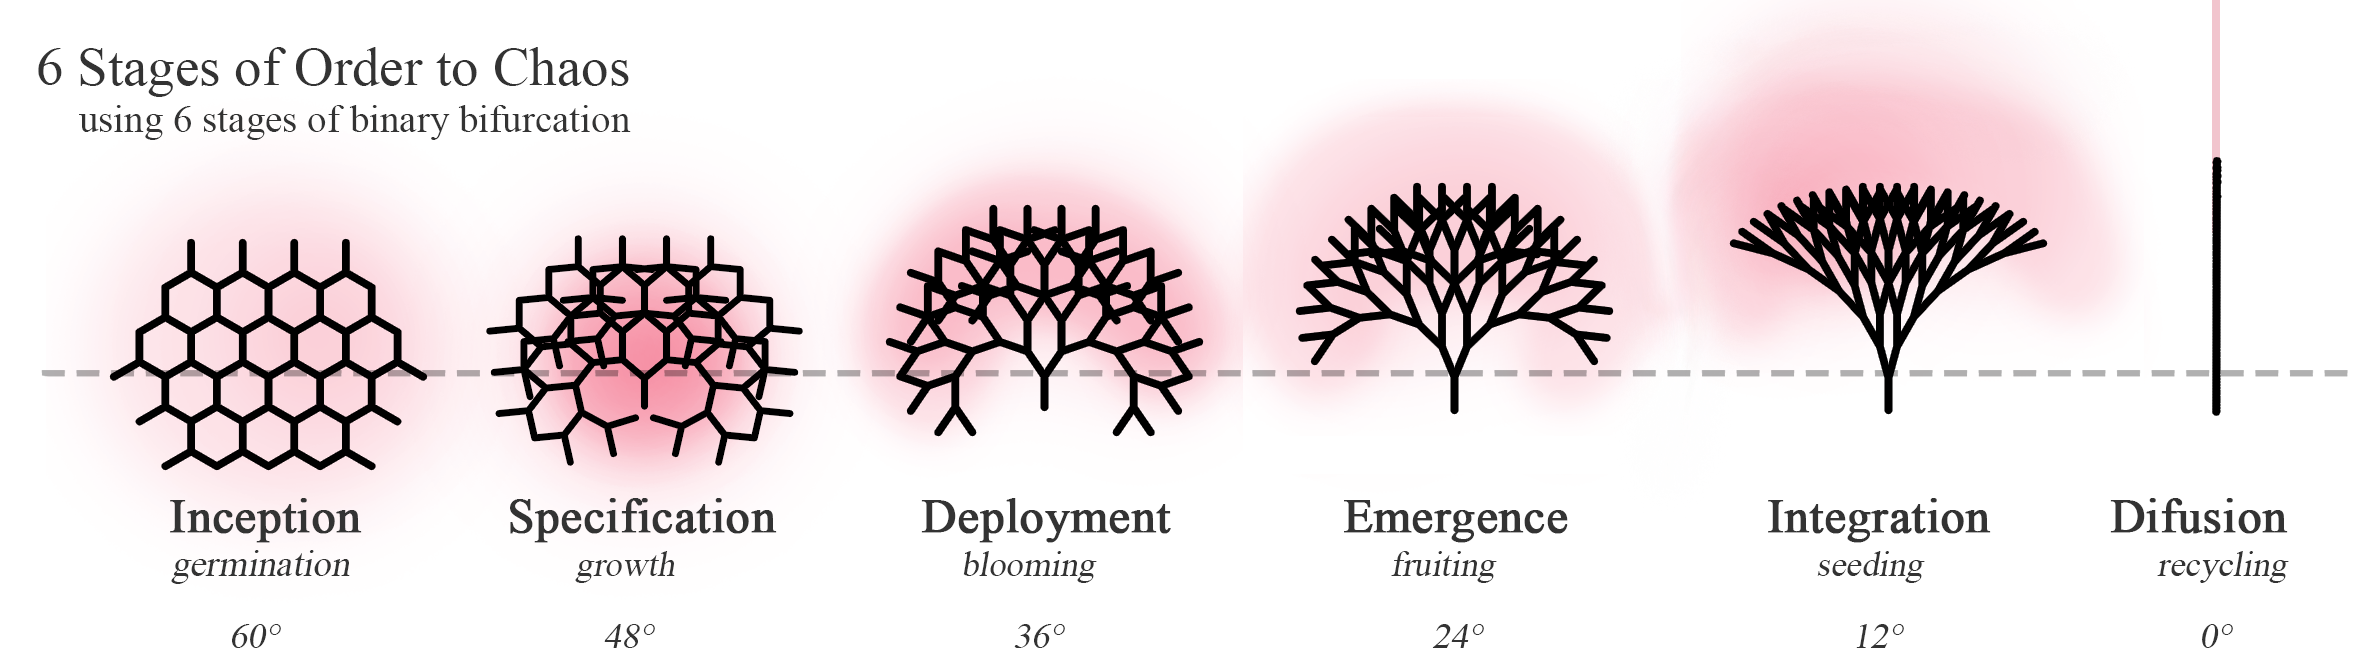 6 Stages of Order to Chaos
using 6 stages of binary bifurcation
Inception
germination
60°
Specification
growth
48°
Deployment
blooming
36°
Emergence
fruiting
24°
Integration
seeding
12°
Difusion
recycling
0°